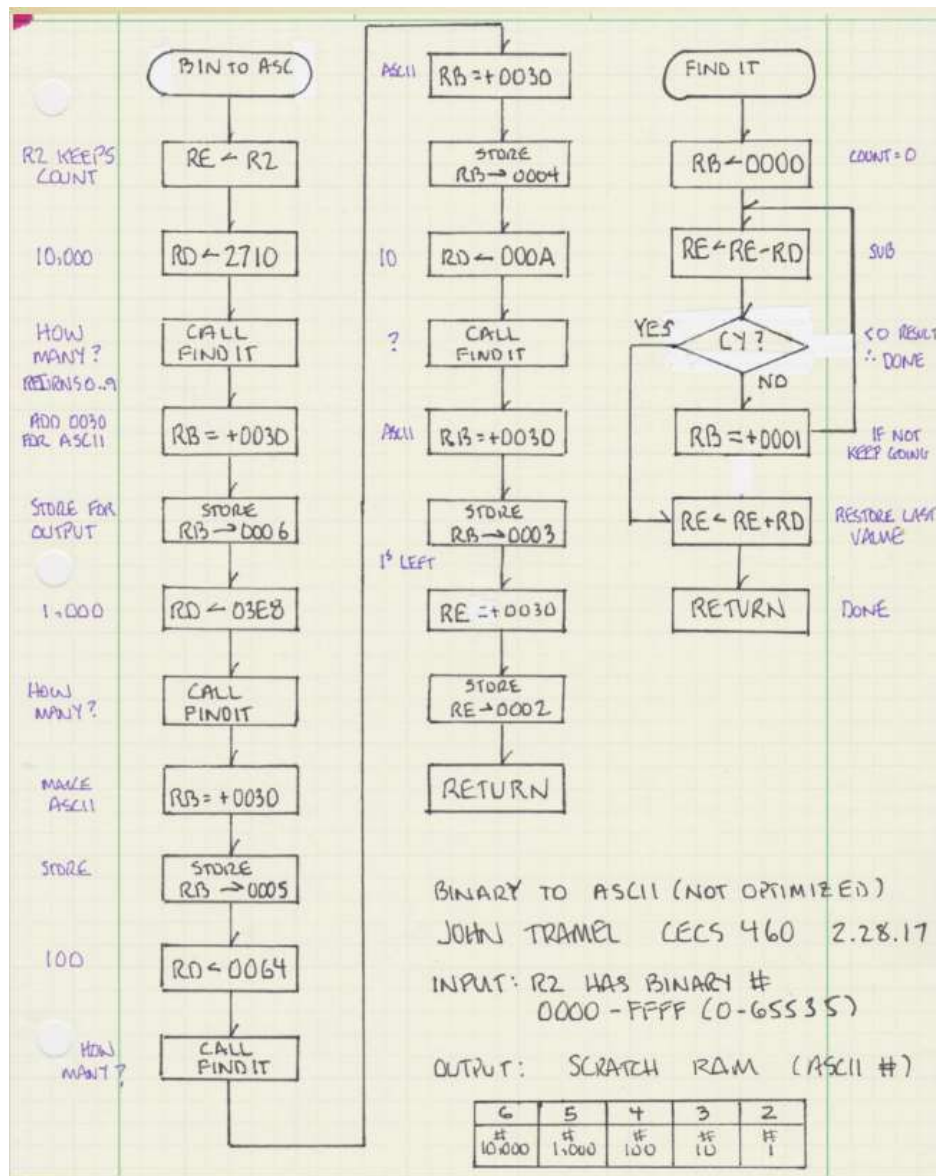 BIN TO ASC
R2 KEEPS
COUNT
RE ← R2
10,000
RD ← 2710
HOW
MANY?
RETURNS 0..9
CALL
FINDIT
ADD 0030
FOR ASCII
RB = +0030
STORE FOR
OUTPUT
STORE
RB → 0006
1,000
RD ← 03E8
HOW
MANY?
CALL
FINDIT
MAKE
ASCII
RB = +0030
STORE
STORE
RB → 0005
100
RD ← 0064
HOW
MANY?
CALL
FINDIT
ASCII
RB = +0030
STORE
RB → 0004
10
RD ← 000A
?
CALL
FINDIT
ASCII
RB = +0030
STORE
RB → 0003
1S LEFT
RE = +0030
STORE
RE → 0002
RETURN
FIND IT
RB ← 0000
COUNT = 0
RE ← RE - RD
SUB
YES
CY?
<0 RESULT
∴ DONE
NO
RB = +0001
IF NOT
KEEP GOING
RE ← RE + RD
RESTORE LAST
VALUE
RETURN
DONE
BINARY TO ASCII (NOT OPTIMIZED)
JOHN TRAMEL CECS 460 2.28.17
INPUT: R2 HAS BINARY #
0000 - FFFF (0-65535)
OUTPUT: SCRATCH RAM (ASCII #)
6 5 4 3 2
# # # # #
10,000 1,000 100 10 1